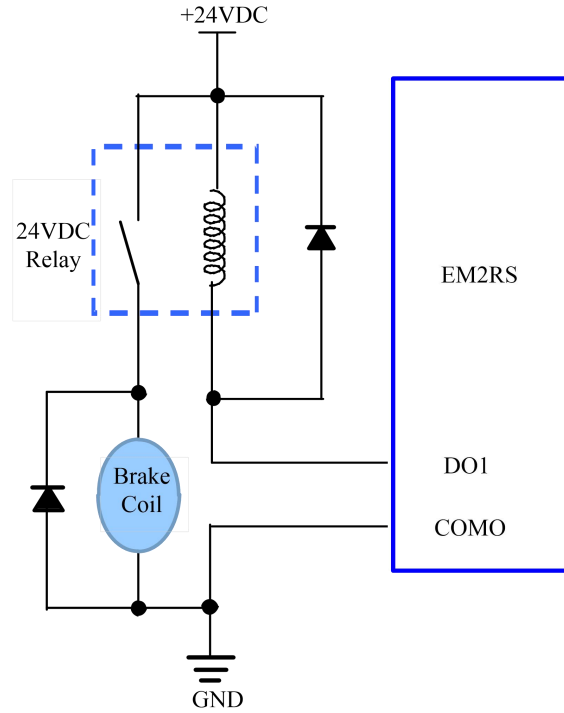 +24VDC
24VDC
Relay
EM2RS
Brake
Coil
DO1
COMO
GND